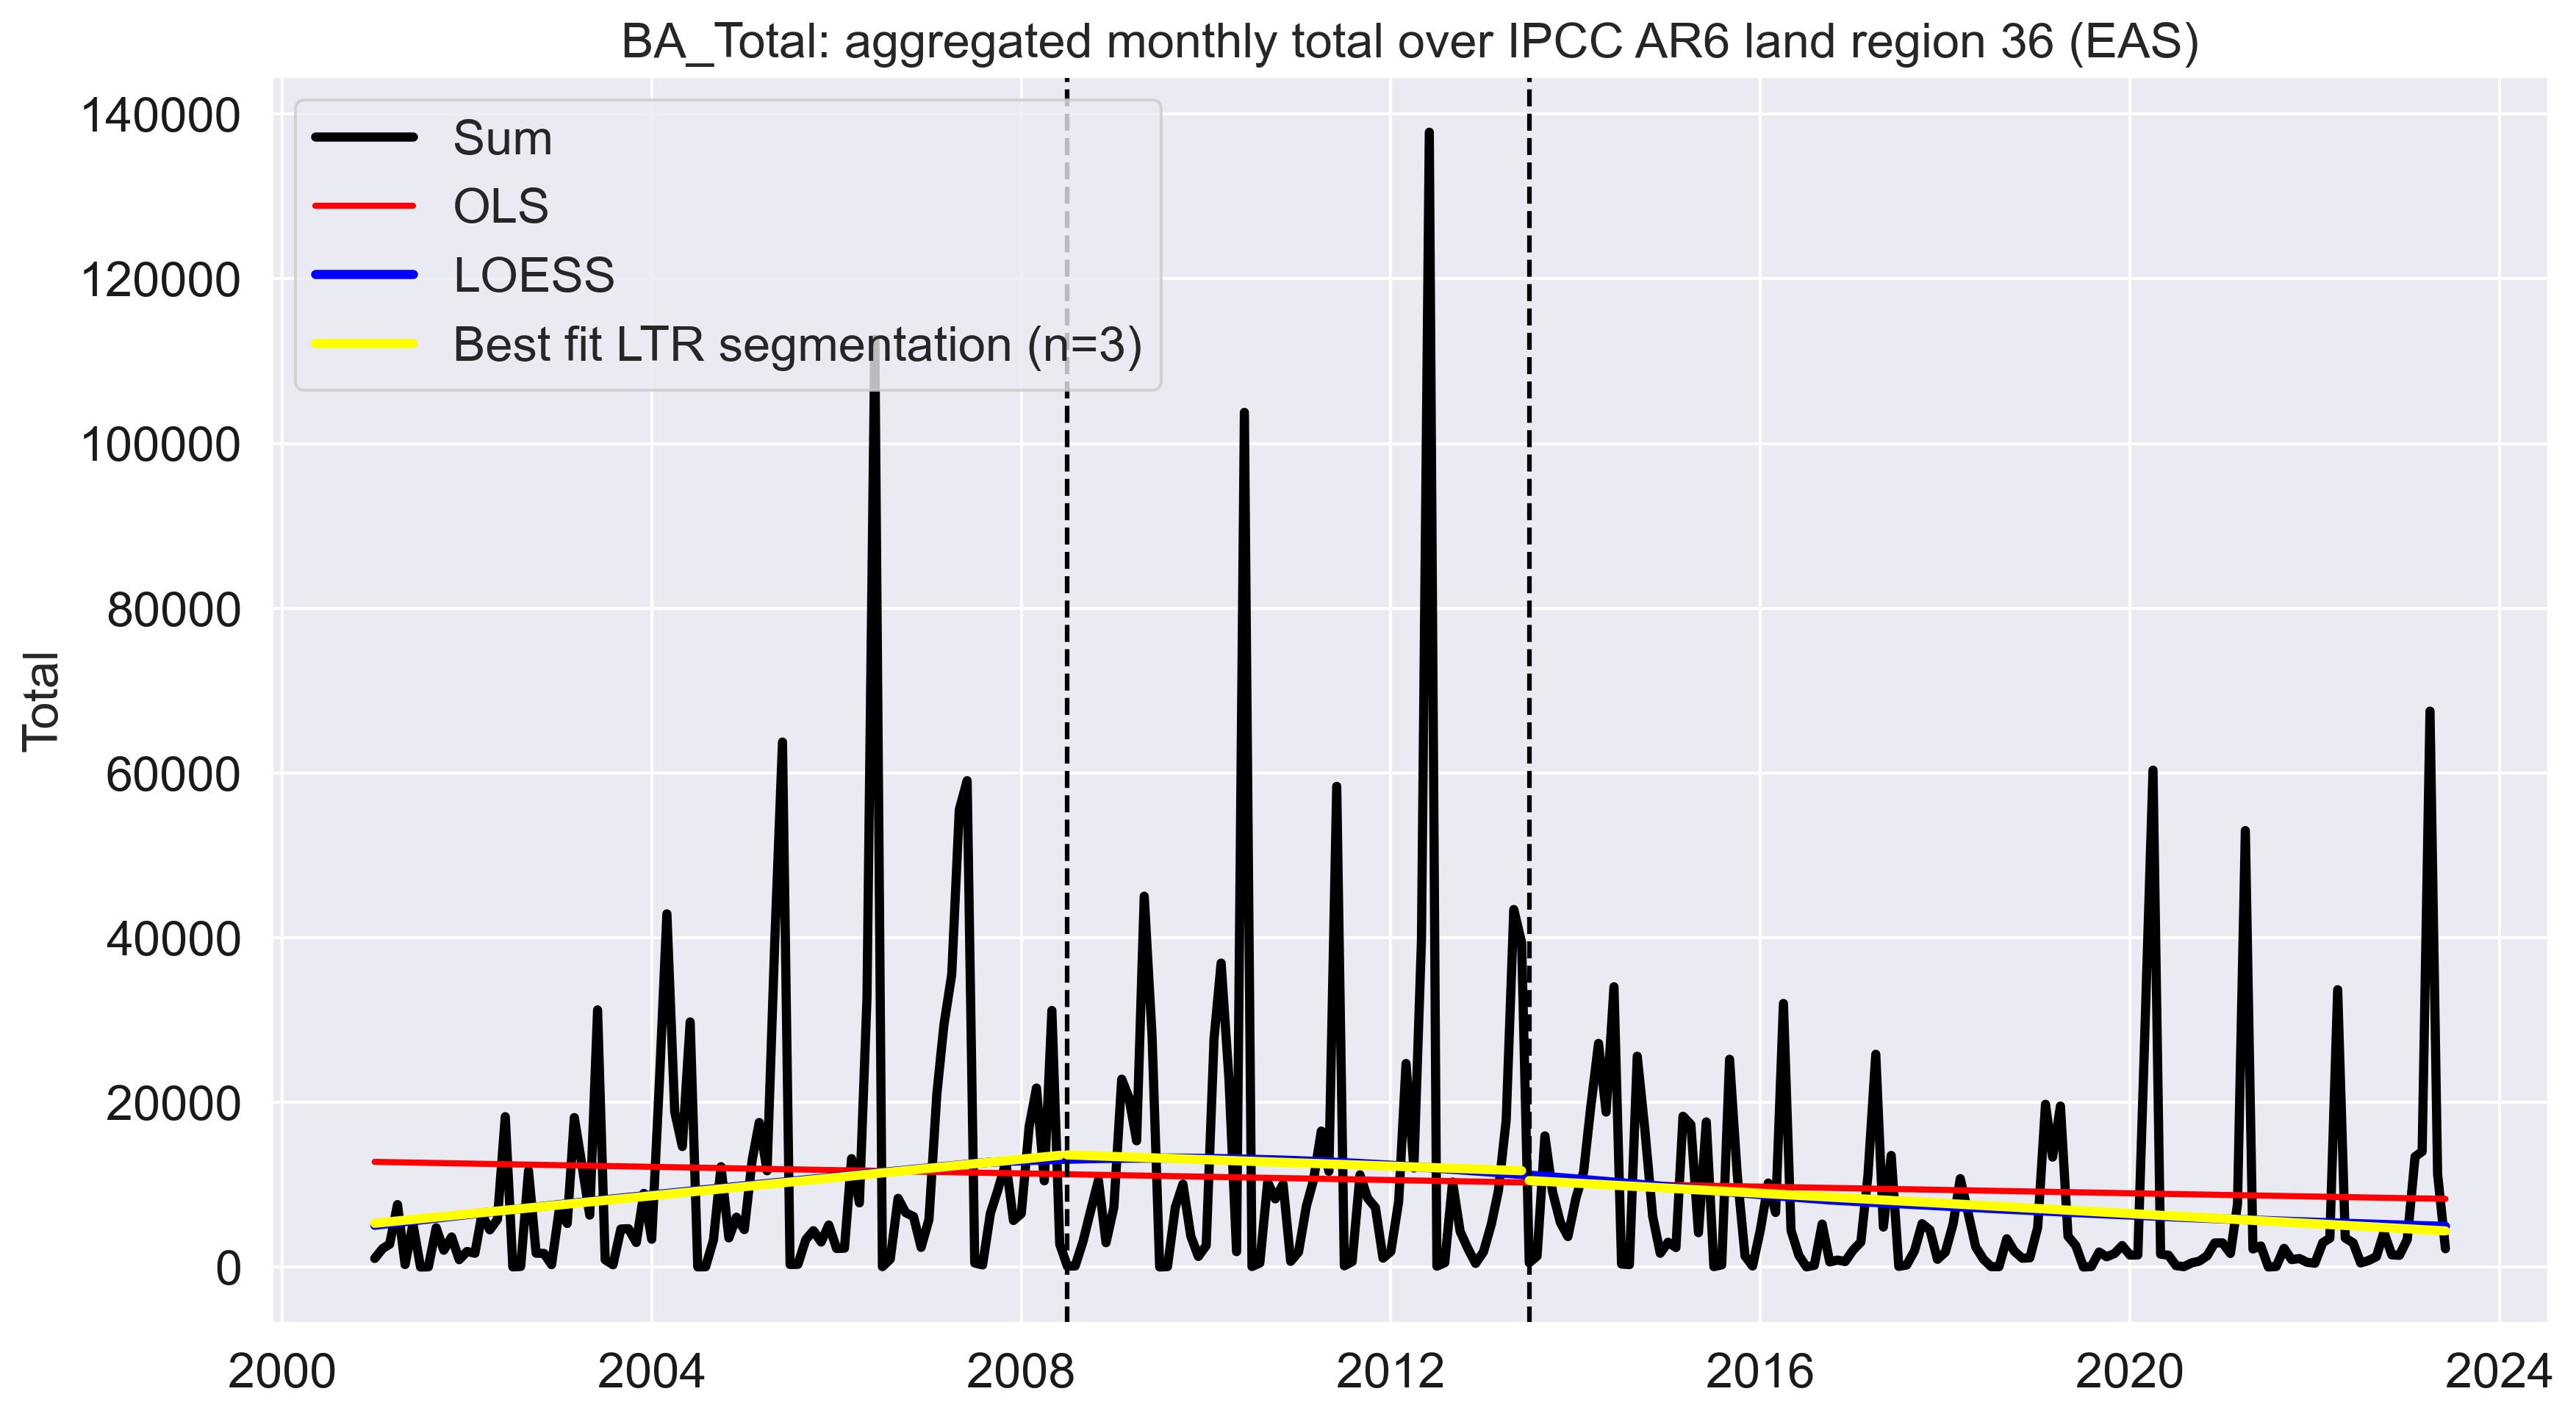 BA_Total: aggregated monthly total over IPCC AR6 land region 36 (EAS)
Sum
OLS
LOESS
Best fit LTR segmentation (n=3)
Total
140000
120000
100000
80000
60000
40000
20000
0
2000 2004 2008 2012 2016 2020 2024